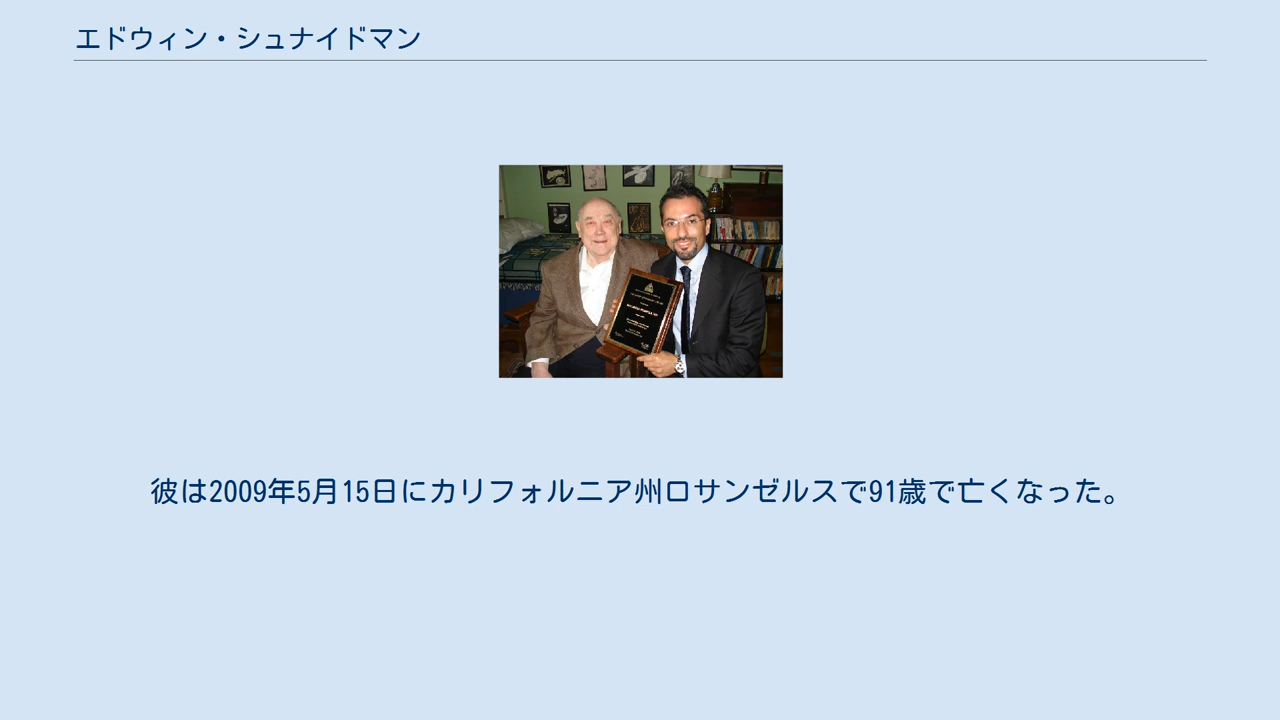 エドウィン・シュナイドマン
彼は2009年5月15日にカリフォルニア州ロサンゼルスで91歳で亡くなった。